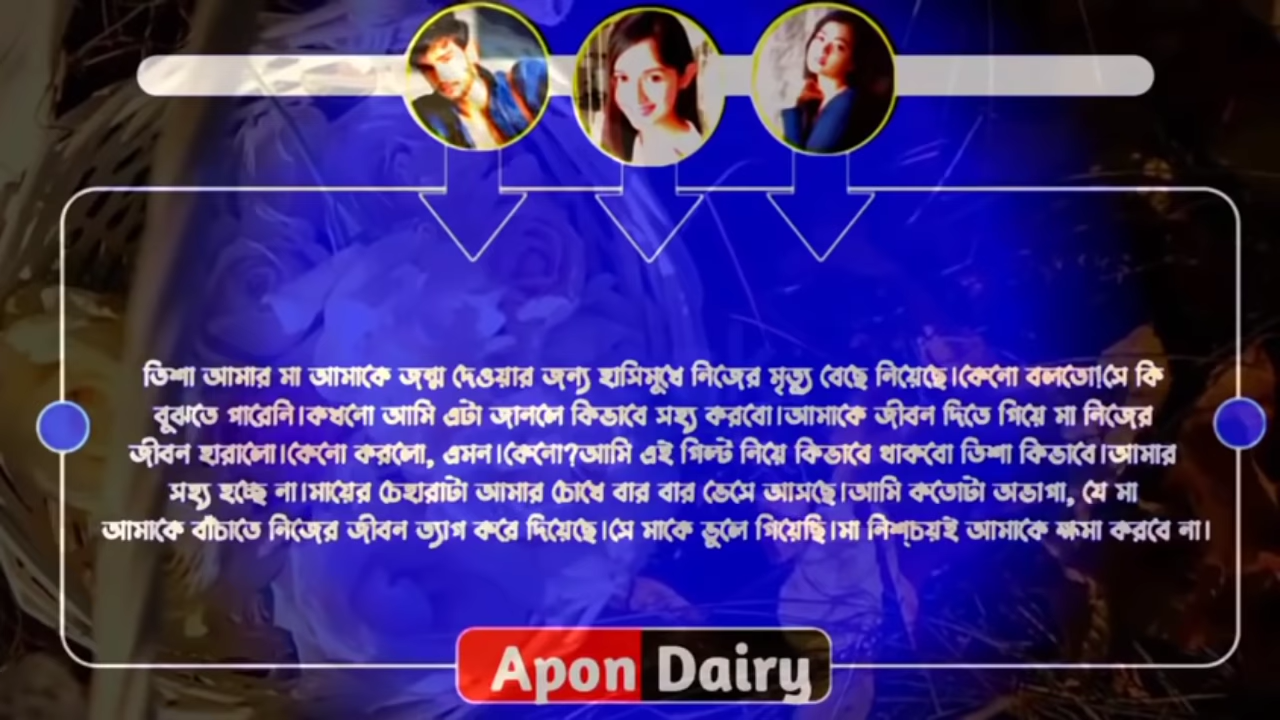 তিশা আমার মা আমাকে জন্ম দেওয়ার জন্য হাসিমুখে নিজের মৃত্যু বেছে নিয়েছে।কেনো বলতো!সে কি
বুঝতে পারেনি।কখনো আমি এটা জানলে কিভাবে সহ্য করবো।আমাকে জীবন দিতে গিয়ে মা নিজের
জীবন হারালো।কেনো করলো, এমন।কেনো?আমি এই গিল্ট নিয়ে কিভাবে থাকবো তিশা কিভাবে।আমার
সহ্য হচ্ছে না।মায়ের চেহারাটা আমার চোখে বার বার ভেসে আসছে।আমি কতোটা অভাগা, যে মা
আমাকে বাঁচাতে নিজের জীবন ত্যাগ করে দিয়েছে।সে মাকে ভুলে গিয়েছি।মা নিশ্চয়ই আমাকে ক্ষমা করবে না।
Apon Dairy